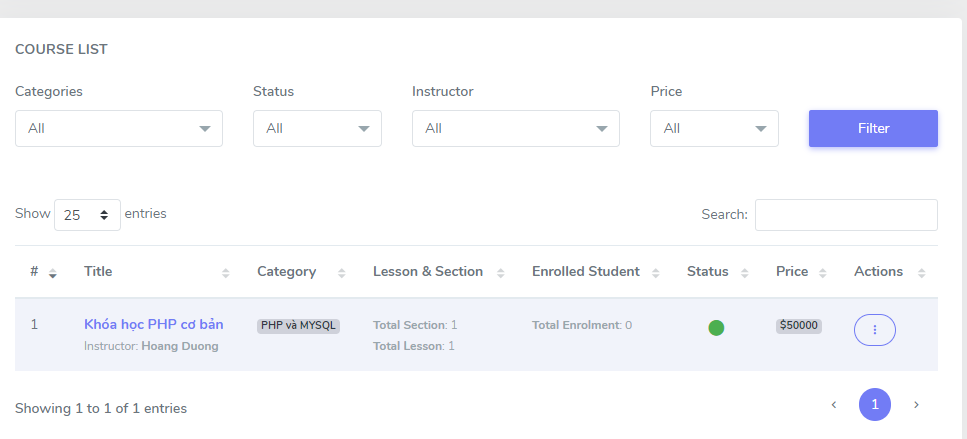 COURSE LIST
Categories Status Instructor Price
All All All All Filter
Show 25 entries Search:
# Title Category Lesson & Section Enrolled Student Status Price Actions
1 Khóa học PHP cơ bản PHP và MYSQL Total Section: 1 Total Enrolment: 0 $50000
Instructor: Hoang Duong Total Lesson: 1
Showing 1 to 1 of 1 entries 1